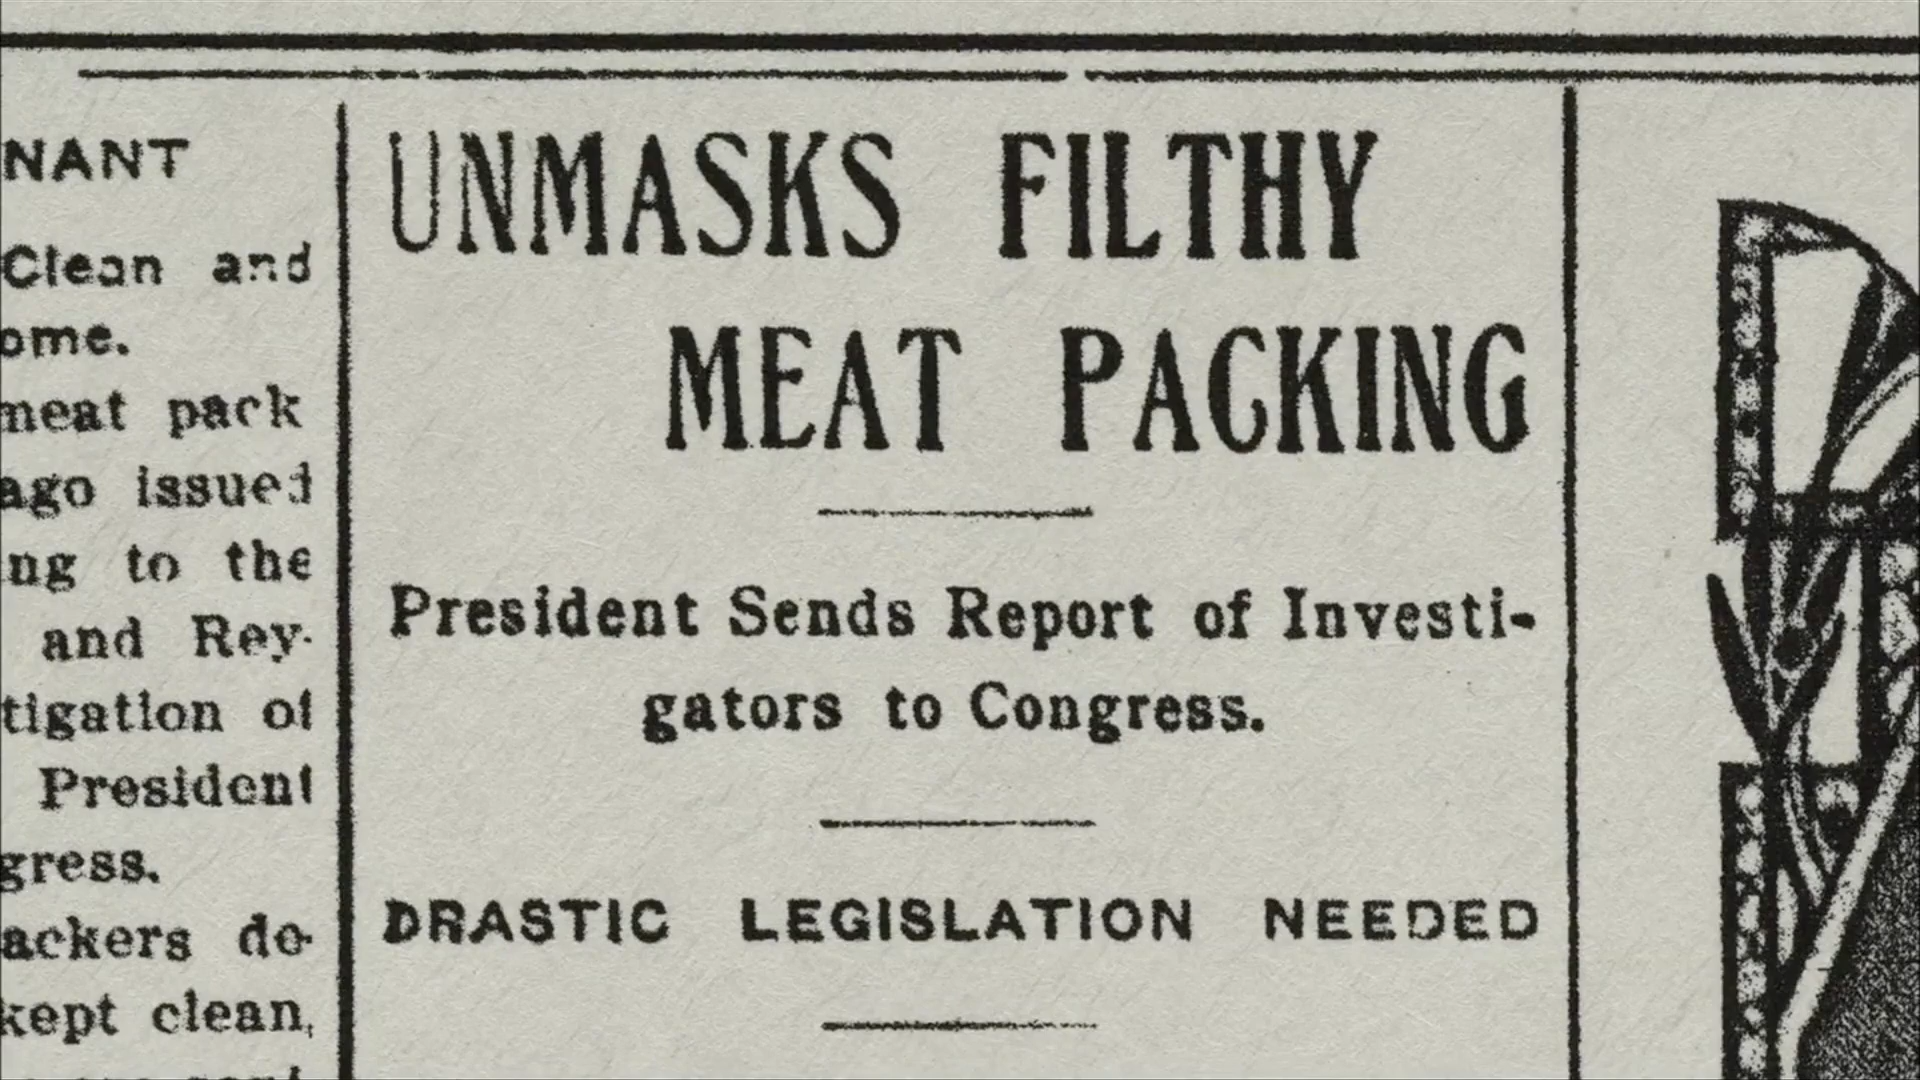 NANT
Clean and
ome.
meat pack
ago issued
ng to the
and Rey-
tigation of
President
gress.
ackers de-
kept clean,
UNMASKS FILTHY
MEAT PACKING
President Sends Report of Investi-
gators to Congress.
DRASTIC LEGISLATION NEEDED